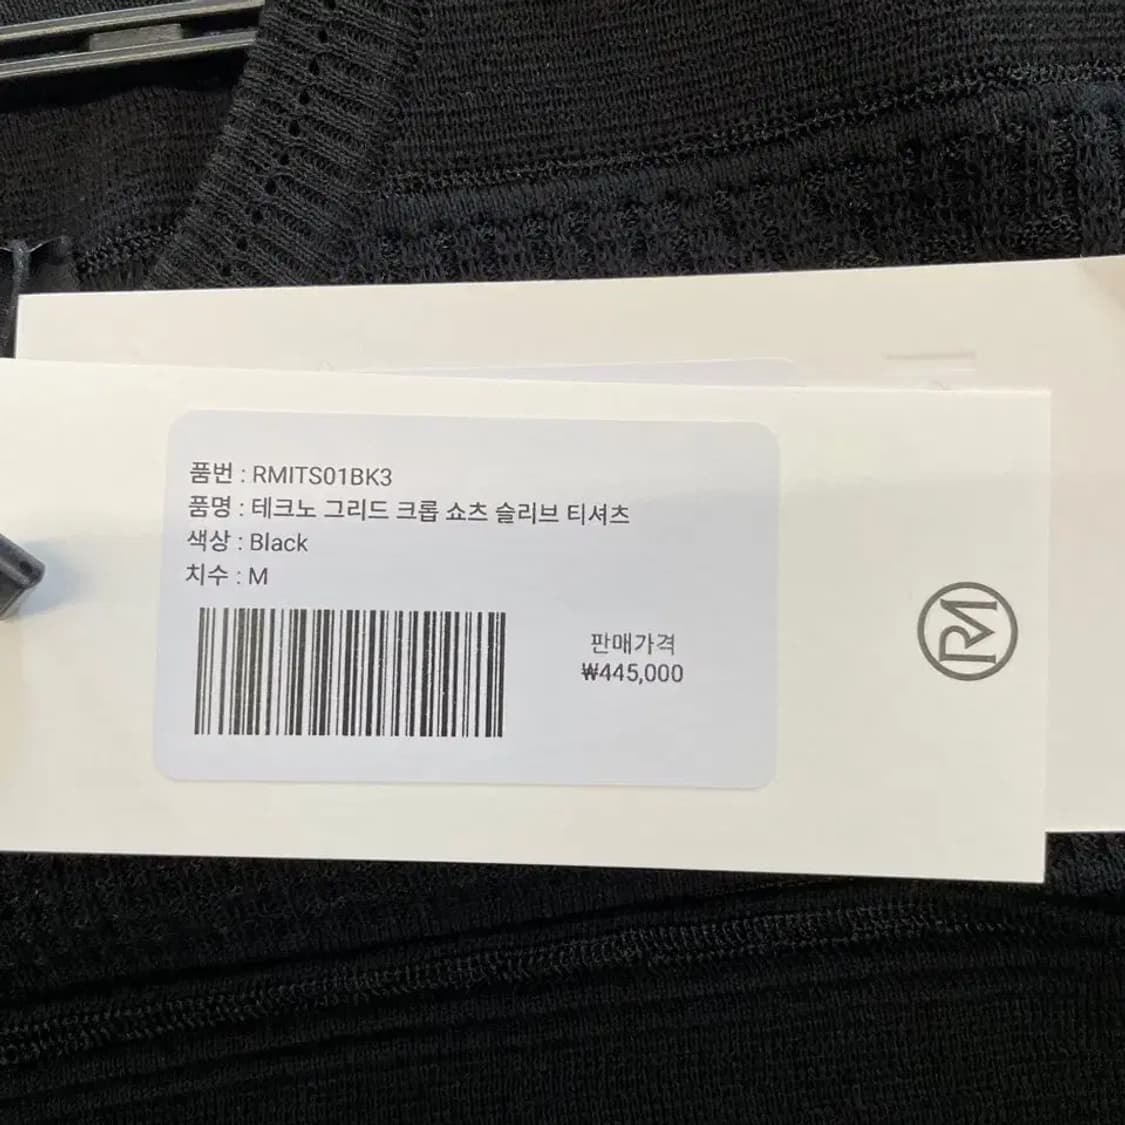 품번 : RMITS01BK3
품명 : 테크노 그리드 크롭 쇼츠 슬리브 티셔츠
색상 : Black
치수 : M
판매가격
₩445,000
RM